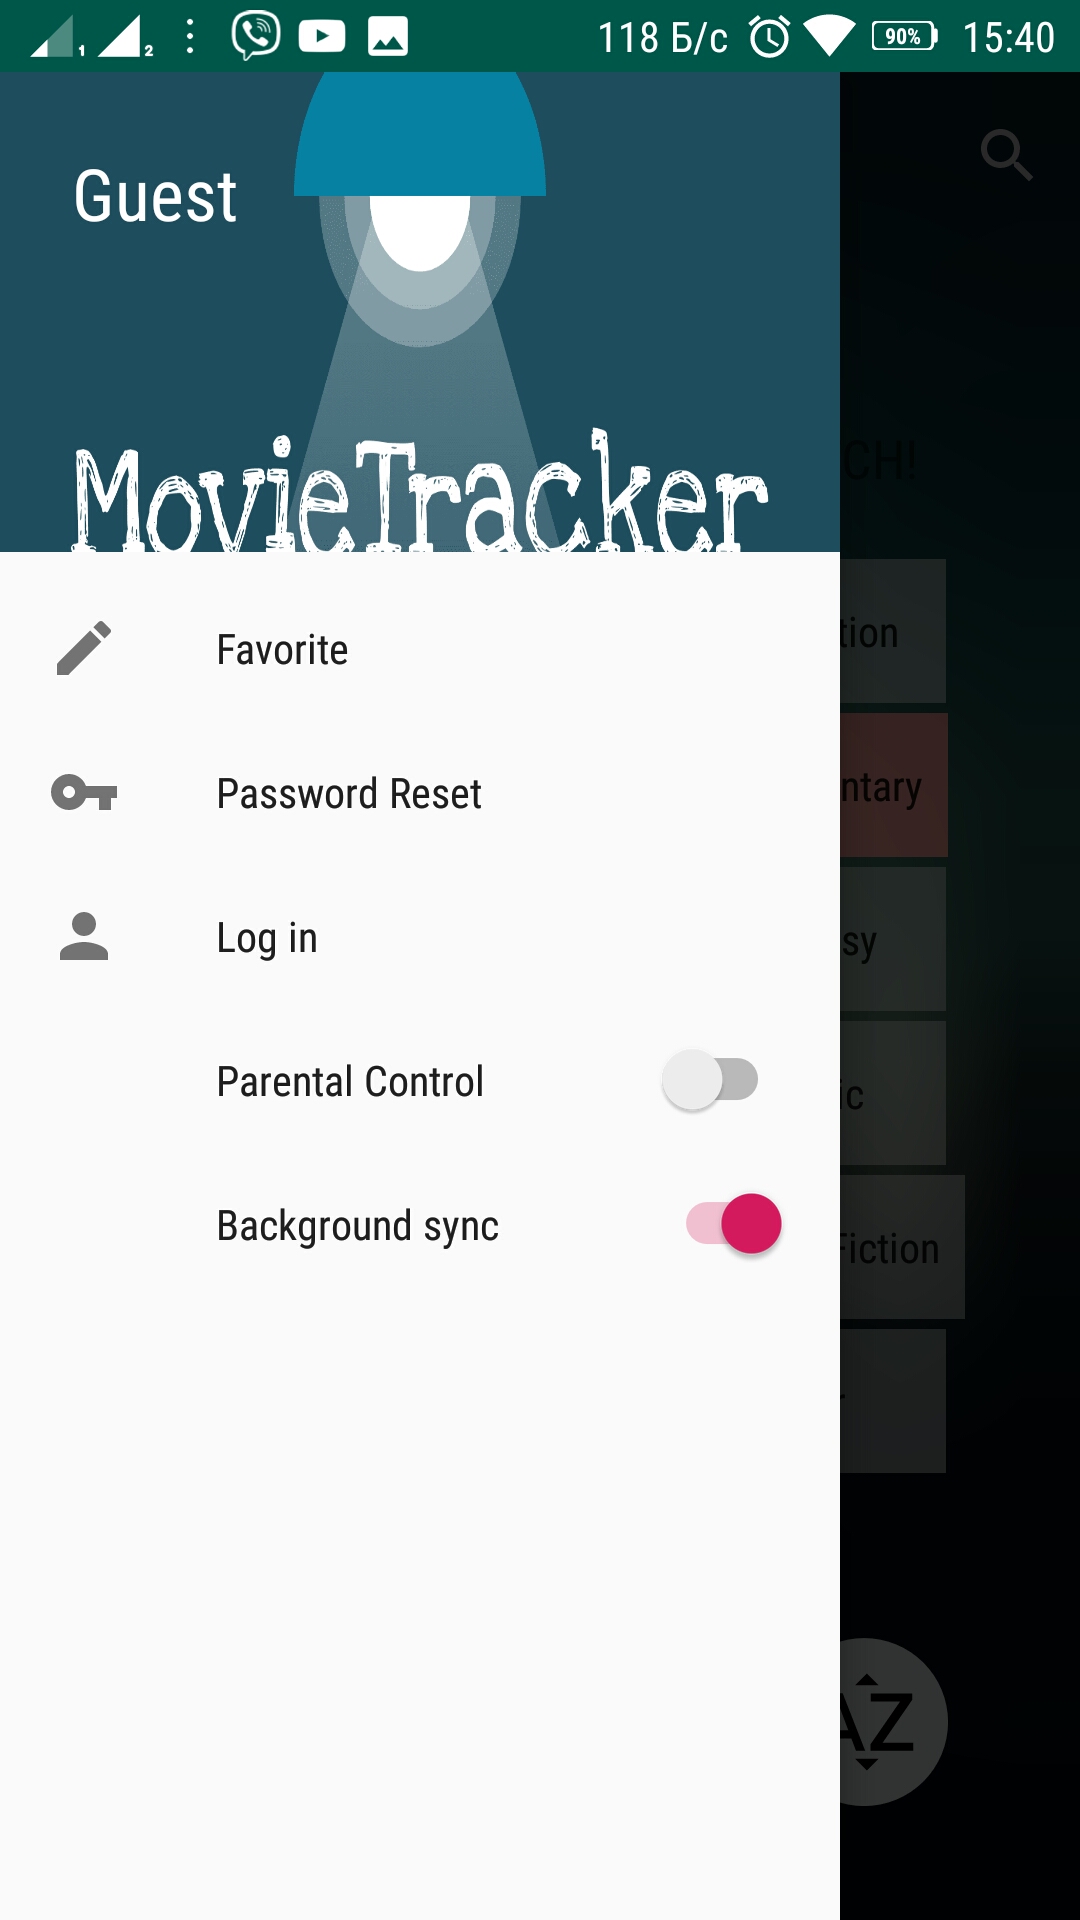 1 2 118 Б/с 90% 15:40
Guest
MovieTracker
CH!
Favorite
tion
Password Reset
ntary
Log in
sy
Parental Control
ic
Background sync
Fiction
AZ